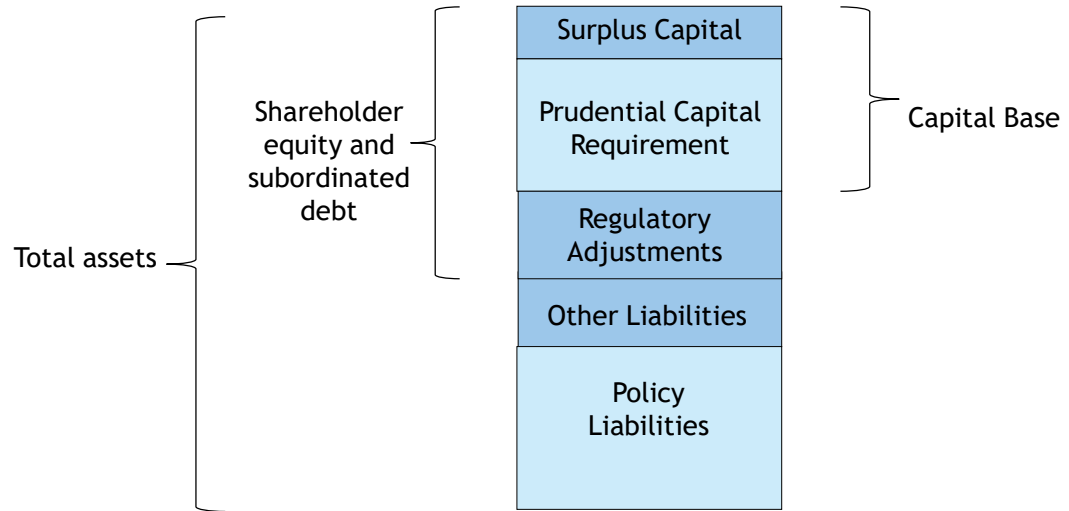 Surplus Capital
Shareholder
equity and
subordinated
debt
Prudential Capital
Requirement
Capital Base
Regulatory
Adjustments
Total assets
Other Liabilities
Policy
Liabilities